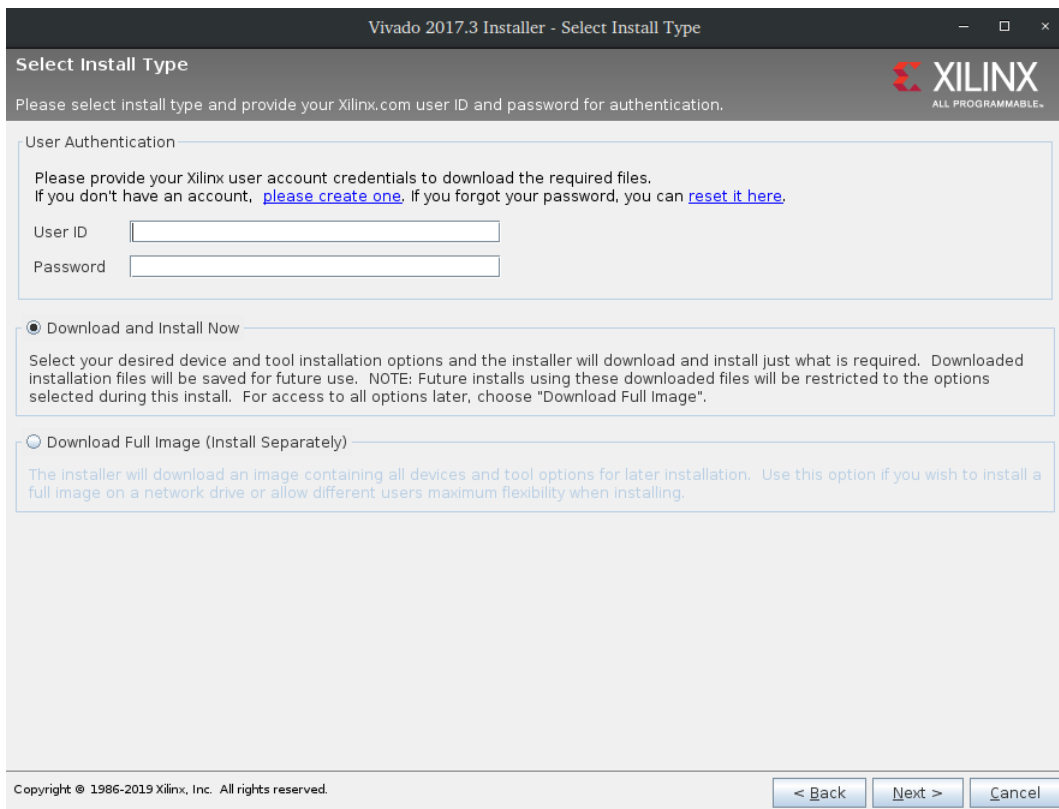 Vivado 2017.3 Installer - Select Install Type
Select Install Type
Please select install type and provide your Xilinx.com user ID and password for authentication.
XILINX
ALL PROGRAMMABLE™
User Authentication
Please provide your Xilinx user account credentials to download the required files.
If you don't have an account, please create one. If you forgot your password, you can reset it here.
User ID
Password
Download and Install Now
Select your desired device and tool installation options and the installer will download and install just what is required. Downloaded
installation files will be saved for future use. NOTE: Future installs using these downloaded files will be restricted to the options
selected during this install. For access to all options later, choose "Download Full Image".
Download Full Image (Install Separately)
The installer will download an image containing all devices and tool options for later installation. Use this option if you wish to install a
full image on a network drive or allow different users maximum flexibility when installing.
Copyright © 1986-2019 Xilinx, Inc. All rights reserved.
< Back
Next >
Cancel